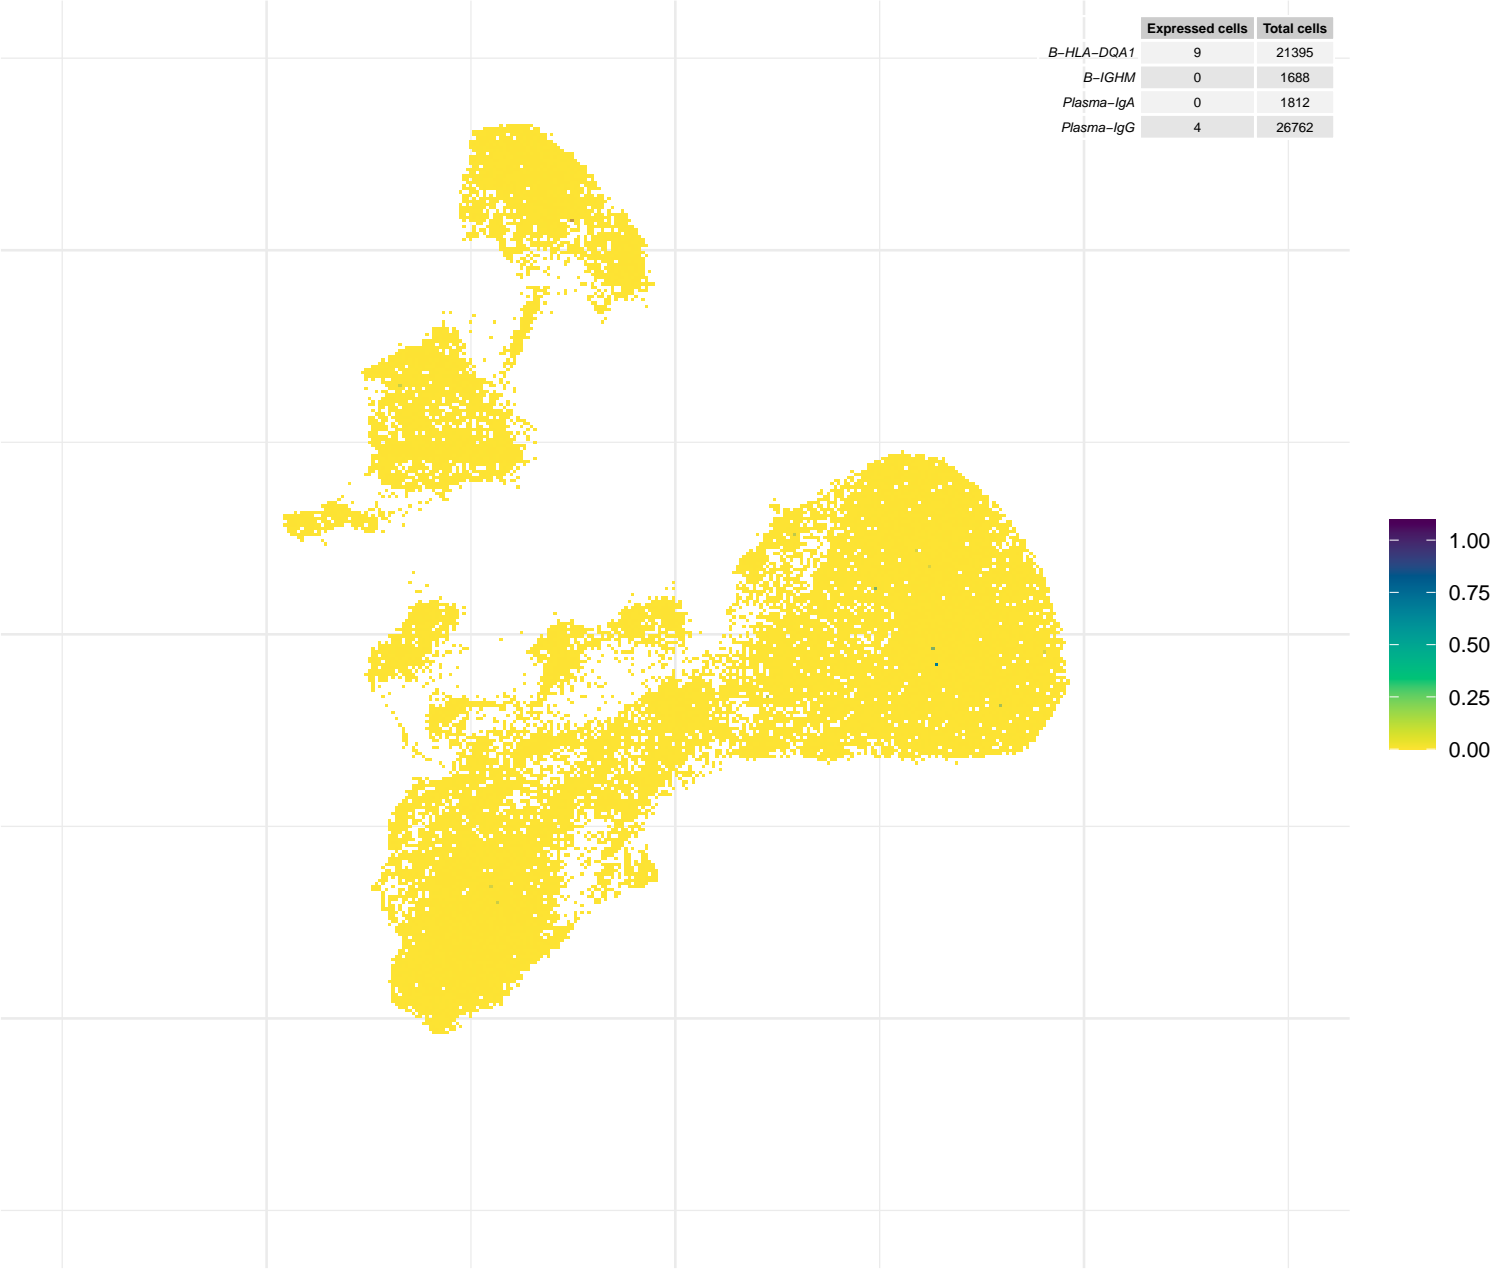 Expressed cells Total cells
B−HLA−DQA1 9 21395
B−IGHM 0 1688
Plasma−IgA 0 1812
Plasma−IgG 4 26762
1.00
0.75
0.50
0.25
0.00